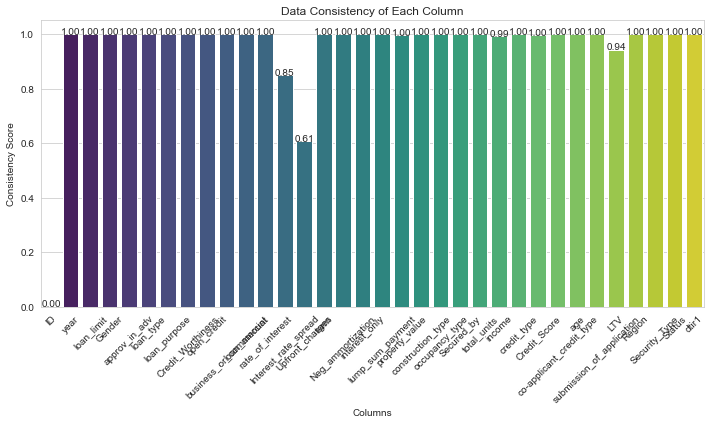 Data Consistency of Each Column
Consistency Score
1.0
0.8
0.6
0.4
0.2
0.0
0.00
1.00
1.00
1.00
1.00
1.00
1.00
1.00
1.00
1.00
1.00
1.00
0.85
0.61
1.00
1.00
1.00
1.00
1.00
1.00
1.00
1.00
1.00
0.99
1.00
1.00
1.00
1.00
1.00
0.94
1.00
1.00
1.00
1.00
ID
year
loan_limit
Gender
approv_in_adv
loan_type
loan_purpose
Credit_Worthiness
open_credit
business_or_commercial
loan_amount
rate_of_interest
Interest_rate_spread
Upfront_charges
term
Neg_ammortization
interest_only
lump_sum_payment
property_value
construction_type
occupancy_type
Secured_by
total_units
income
credit_type
Credit_Score
co-applicant_credit_type
age
submission_of_application
LTV
Region
Security_Type
Status
dtir1
Columns